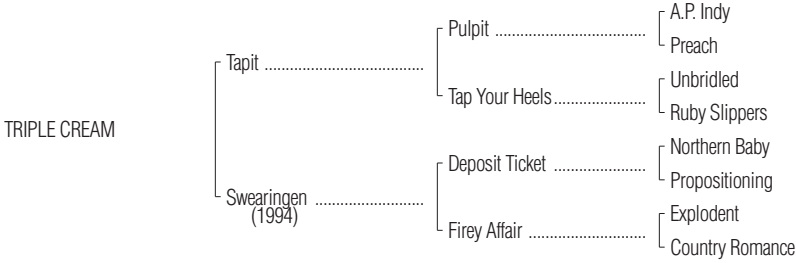 A.P. Indy
Pulpit ......................................
Preach
Tapit ........................................
Unbridled
Tap Your Heels .......................
Ruby Slippers
TRIPLE CREAM
Northern Baby
Deposit Ticket .......................
Propositioning
Swearingen ...........................
(1994)
Explodent
Firey Affair ..............................
Country Romance